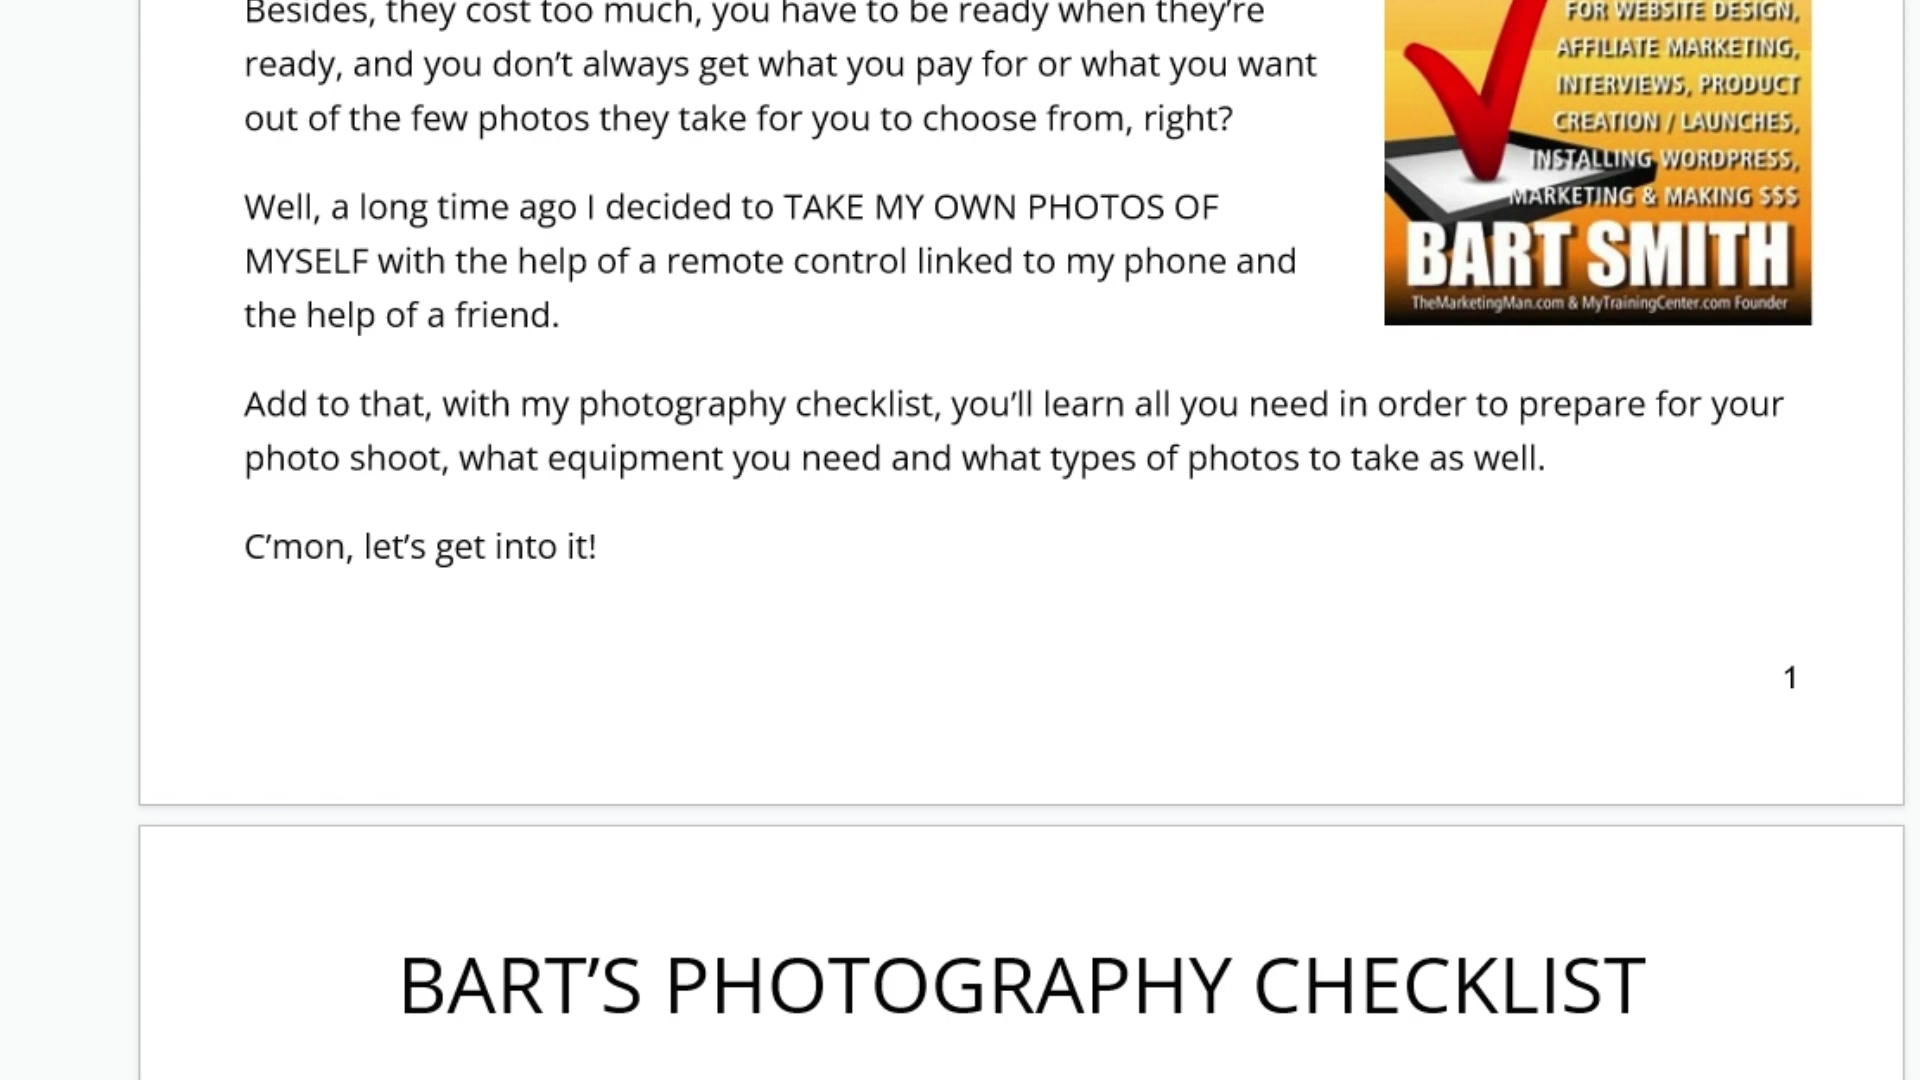 Besides, they cost too much, you have to be ready when they’re
ready, and you don’t always get what you pay for or what you want
out of the few photos they take for you to choose from, right?
Well, a long time ago I decided to TAKE MY OWN PHOTOS OF
MYSELF with the help of a remote control linked to my phone and
the help of a friend.
FOR WEBSITE DESIGN,
AFFILIATE MARKETING,
INTERVIEWS, PRODUCT
CREATION / LAUNCHES,
INSTALLING WORDPRESS,
MARKETING & MAKING $$$
BART SMITH
TheMarketingMan.com & MyTrainingCenter.com Founder
Add to that, with my photography checklist, you’ll learn all you need in order to prepare for your
photo shoot, what equipment you need and what types of photos to take as well.
C’mon, let’s get into it!
1
BART’S PHOTOGRAPHY CHECKLIST